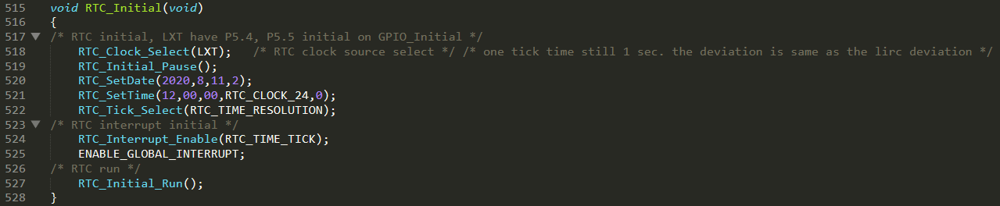 515 void RTC_Initial(void)
516 {
517 /* RTC initial, LXT have P5.4, P5.5 initial on GPIO_Initial */
518 RTC_Clock_Select(LXT); /* RTC clock source select */ /* one tick time still 1 sec. the deviation is same as the lirc deviation */
519 RTC_Initial_Pause();
520 RTC_SetDate(2020,8,11,2);
521 RTC_SetTime(12,00,00,RTC_CLOCK_24,0);
522 RTC_Tick_Select(RTC_TIME_RESOLUTION);
523 /* RTC interrupt initial */
524 RTC_Interrupt_Enable(RTC_TIME_TICK);
525 ENABLE_GLOBAL_INTERRUPT;
526 /* RTC run */
527 RTC_Initial_Run();
528 }